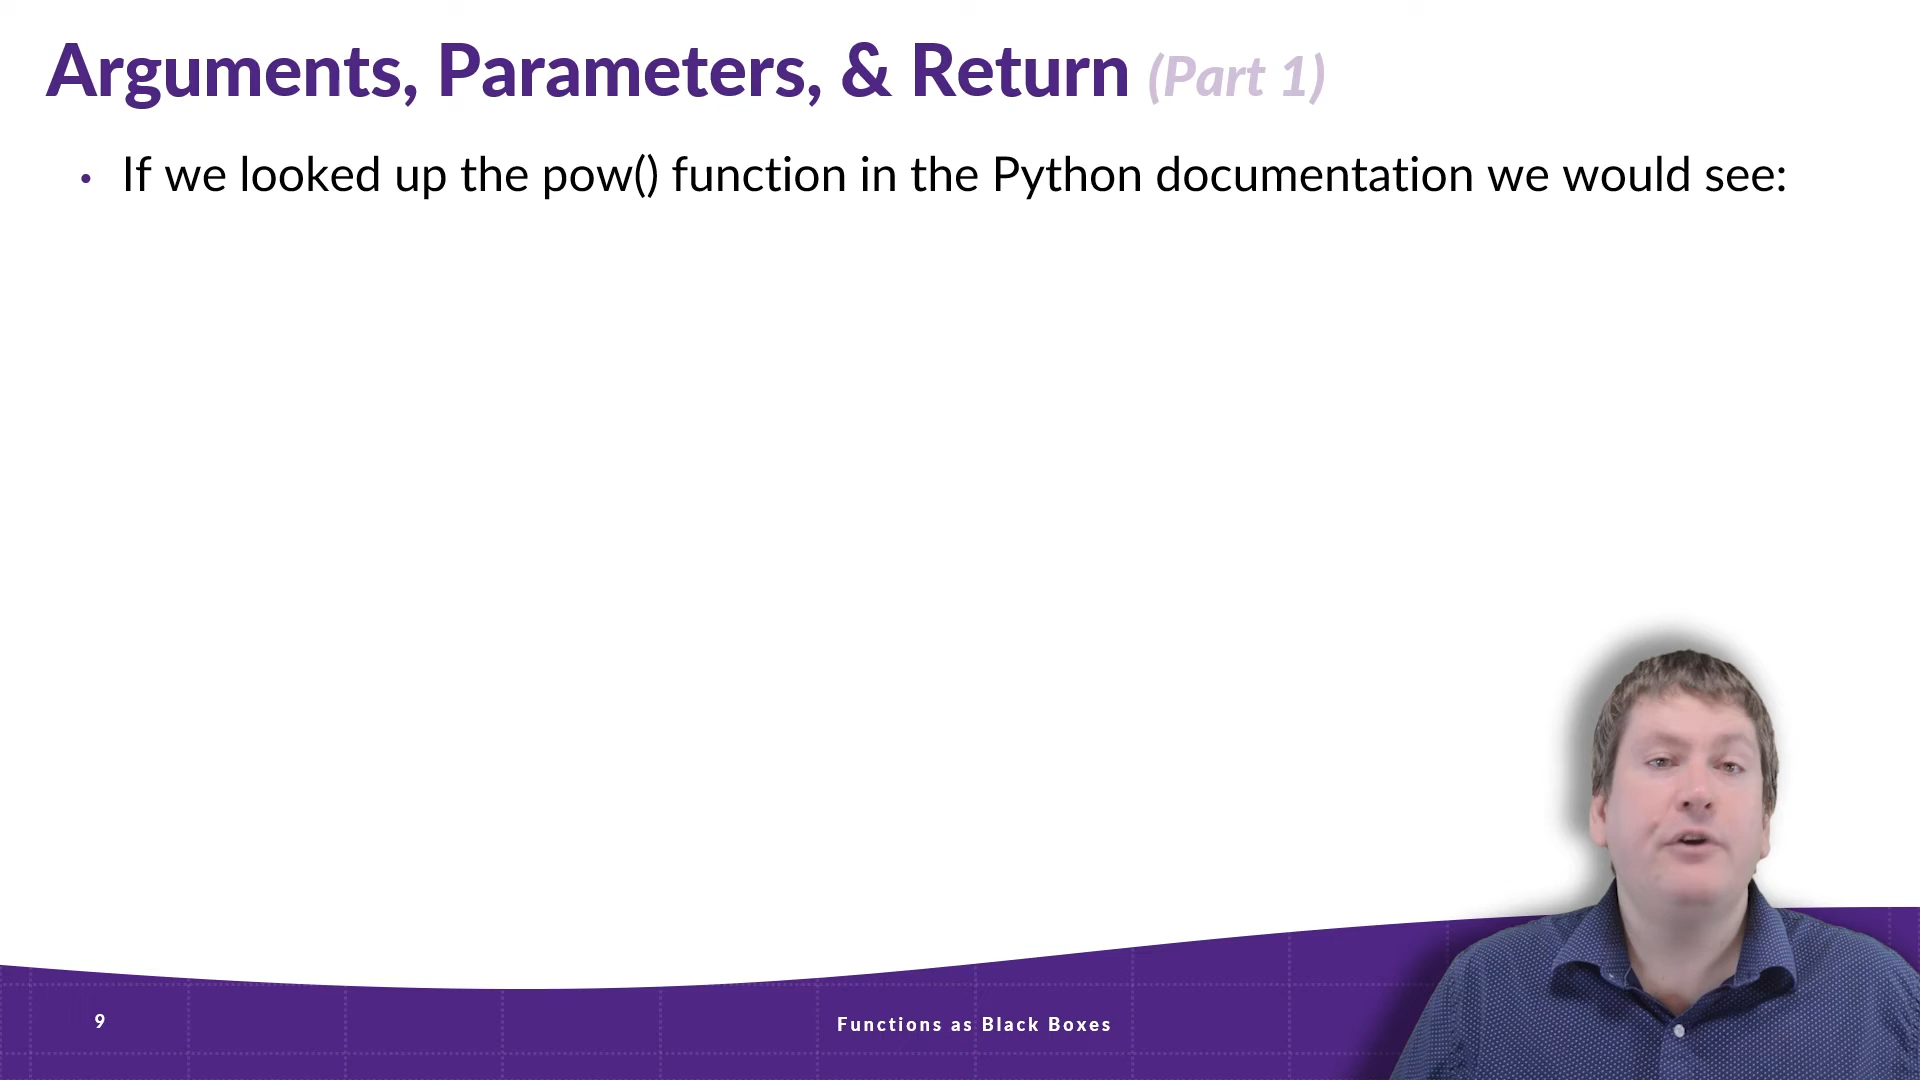 Arguments, Parameters, & Return (Part 1)
• If we looked up the pow() function in the Python documentation we would see:
9
Functions as Black Boxes